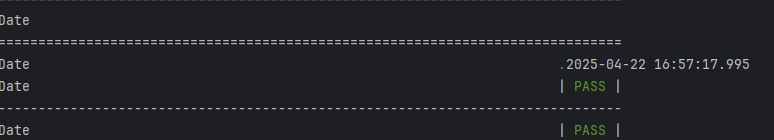 ------------------------------------------------------------------------------
Date
==============================================================================
Date .2025-04-22 16:57:17.995
Date | PASS |
------------------------------------------------------------------------------
Date | PASS |